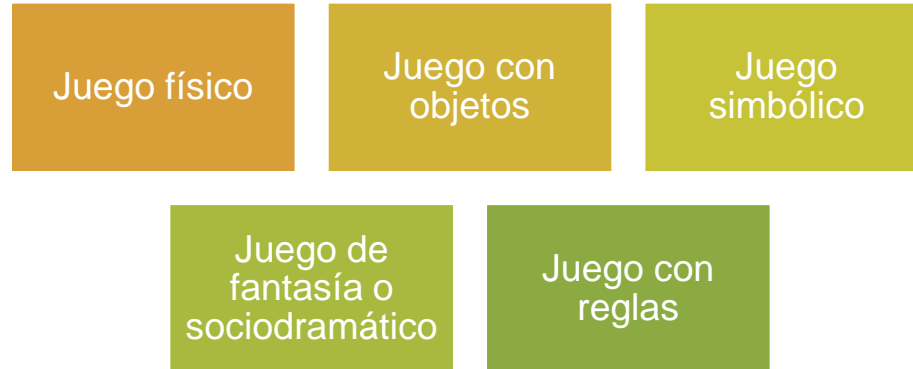 Juego físico
Juego con
objetos
Juego
simbólico
Juego de
fantasía o
sociodramático
Juego con
reglas